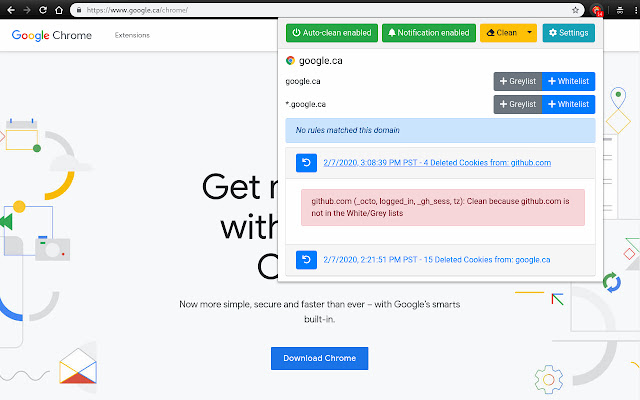 https://www.google.ca/chrome/
14
Google Chrome
Extensions
Auto-clean enabled
Notification enabled
Clean
Settings
google.ca
google.ca
Greylist
Whitelist
*.google.ca
Greylist
Whitelist
No rules matched this domain
2/7/2020, 3:08:39 PM PST - 4 Deleted Cookies from: github.com
github.com (_octo, logged_in, _gh_sess, tz): Clean because github.com is
not in the White/Grey lists
2/7/2020, 2:21:51 PM PST - 15 Deleted Cookies from: google.ca
Get
with
Now more simple, secure and faster than ever – with Google's smarts
built-in.
Download Chrome